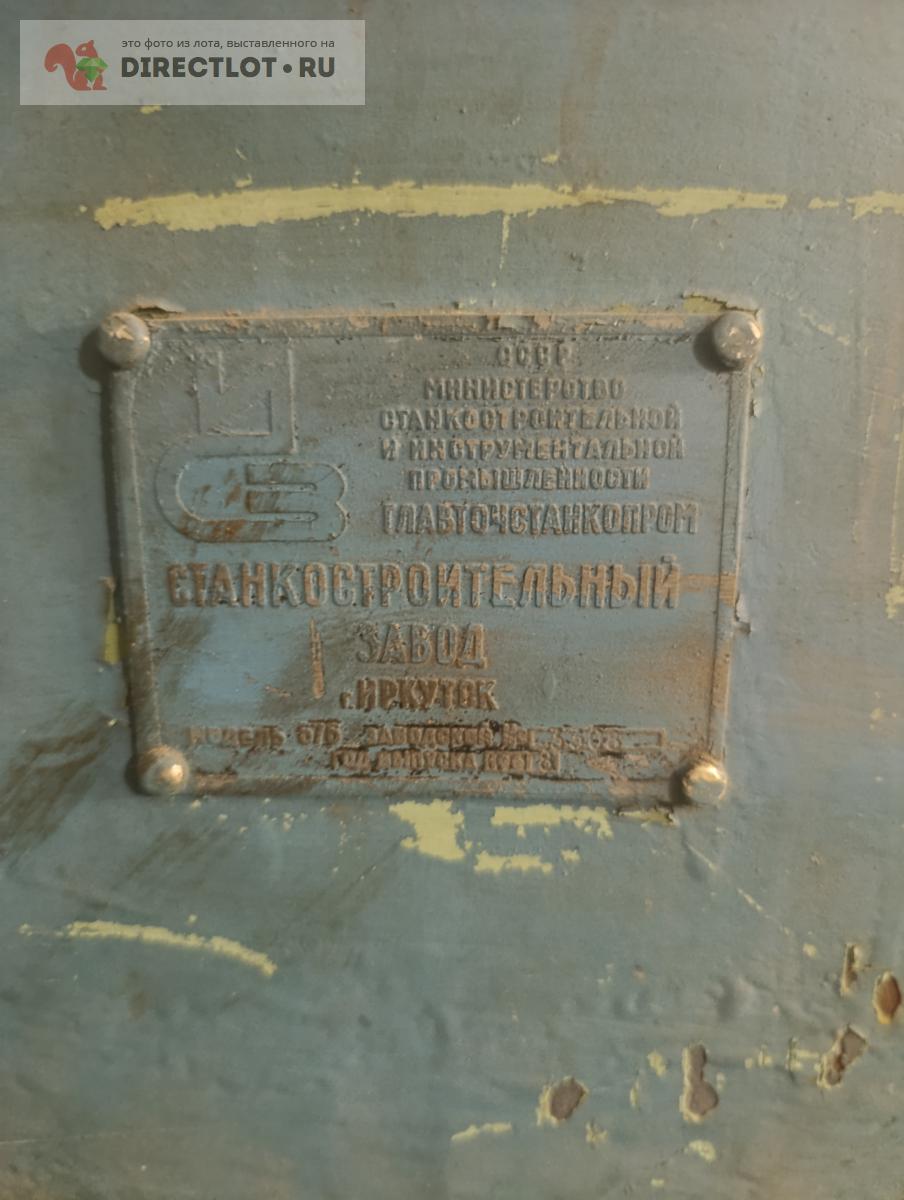 это фото из лота, выставленного на
DIRECTLOT•RU
СССР
МИНИСТЕРСТВО
СТАНКОСТРОИТЕЛЬНОЙ
И ИНСТРУМЕНТАЛЬНОЙ
ПРОМЫШЛЕННОСТИ
ГЛАВТОЧСТАНКОПРОМ
СТАНКОСТРОИТЕЛЬНЫЙ
ЗАВОД
г. ИРКУТСК
МОДЕЛЬ 676 ЗАВОДСКОЙ №
ГОД ВЫПУСКА